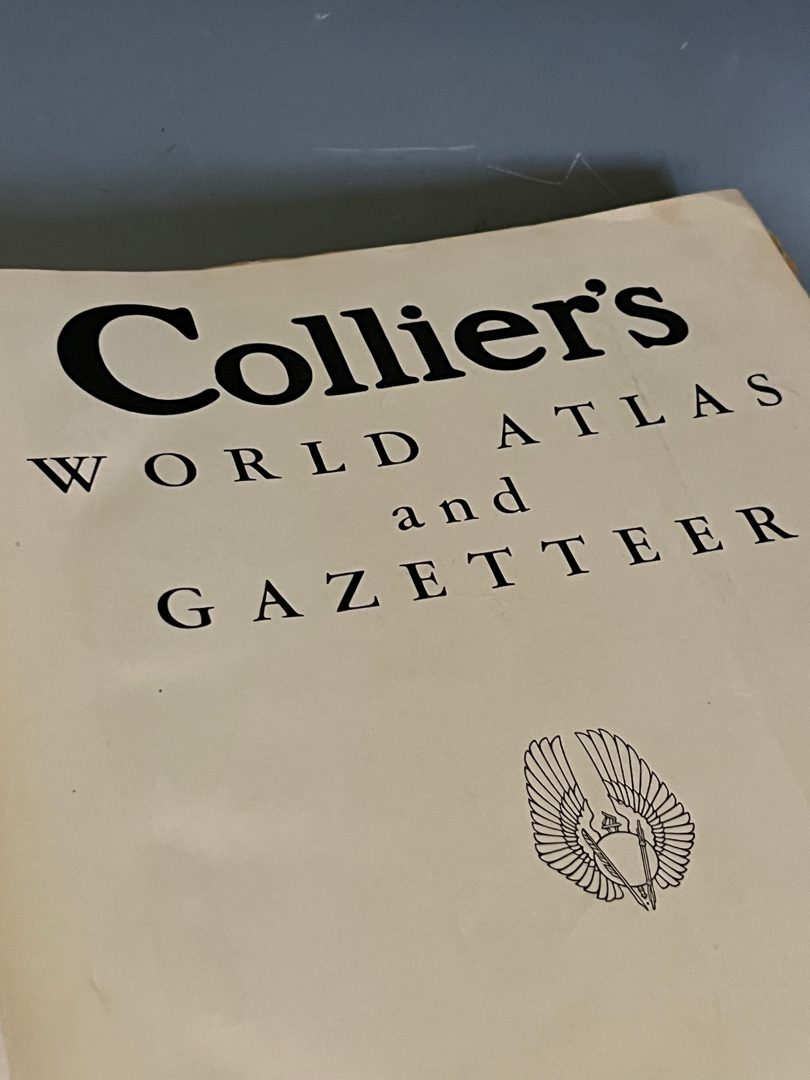 Collier's
WORLD ATLAS
and
GAZETTEER